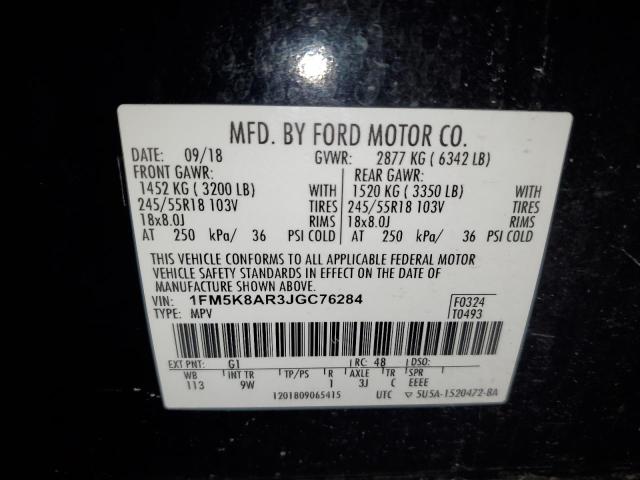 MFD. BY FORD MOTOR CO.
DATE: 09/18 GVWR: 2877 KG ( 6342 LB)
FRONT GAWR: REAR GAWR:
1452 KG ( 3200 LB) WITH 1520 KG ( 3350 LB) WITH
245/55R18 103V TIRES 245/55R18 103V TIRES
18x8.0J RIMS 18x8.0J RIMS
AT 250 kPa/ 36 PSI COLD AT 250 kPa/ 36 PSI COLD
THIS VEHICLE CONFORMS TO ALL APPLICABLE FEDERAL MOTOR
VEHICLE SAFETY STANDARDS IN EFFECT ON THE DATE OF
MANUFACTURE SHOWN ABOVE.
VIN: 1FM5K8AR3JGC76284 F0324
TYPE: MPV T0493
EXT PNT: G1 RC: 48 DSO:
WB INT TR TP/PS R AXLE TR SPR
113 9W 1 3J C EEEE
1201809065415 UTC ▽ 5U5A-1520472-BA